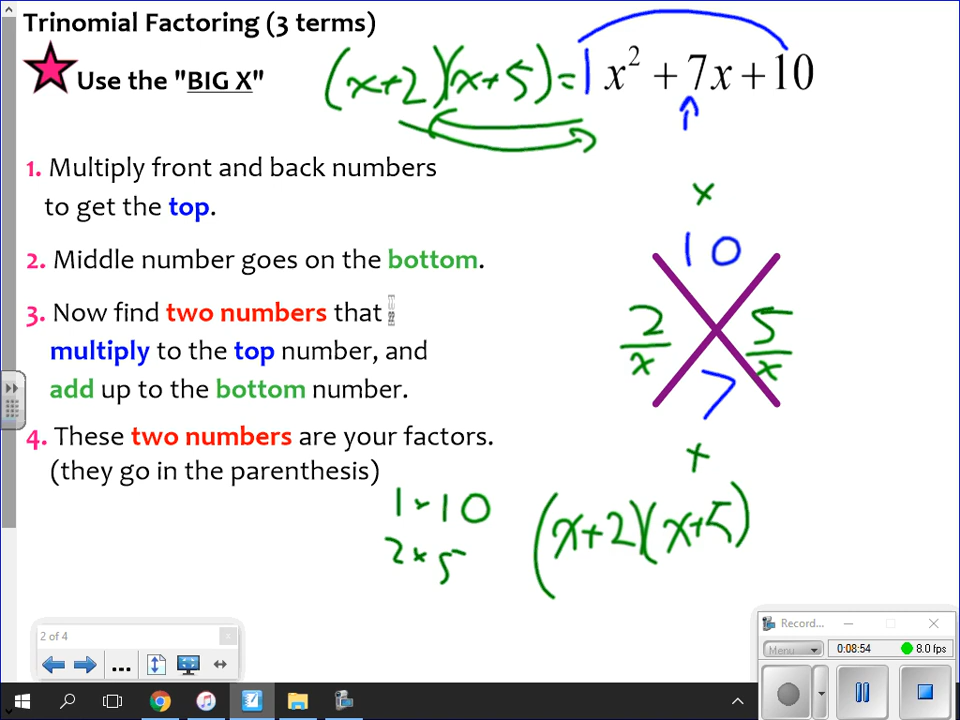 Trinomial Factoring (3 terms)
Use the "BIG X"
(x+2)(x+5)=1x² + 7x + 10
1. Multiply front and back numbers
to get the top.
2. Middle number goes on the bottom.
3. Now find two numbers that
multiply to the top number, and
add up to the bottom number.
4. These two numbers are your factors.
(they go in the parenthesis)
x
10
2/x 5/x
7
+
1 x 10
2 x 5
(x+2)(x+5)
2 of 4
...
Record...
Menu
0:08:54 8.0 fps